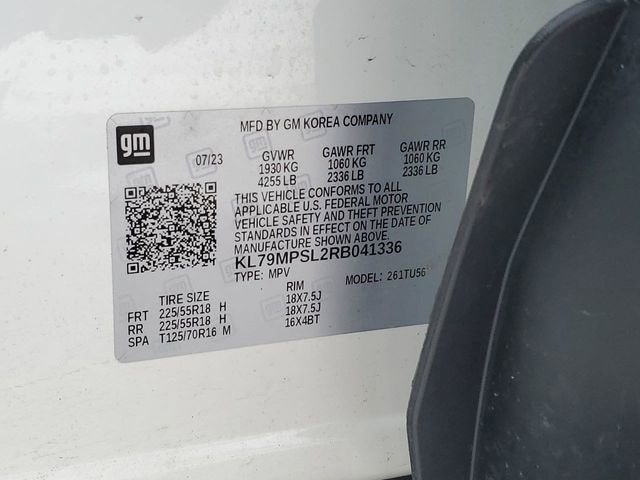 gm
MFD BY GM KOREA COMPANY
07/23 GVWR GAWR FRT GAWR RR
1930 KG 1060 KG 1060 KG
4255 LB 2336 LB 2336 LB
THIS VEHICLE CONFORMS TO ALL
APPLICABLE U.S. FEDERAL MOTOR
VEHICLE SAFETY AND THEFT PREVENTION
STANDARDS IN EFFECT ON THE DATE OF
MANUFACTURE SHOWN ABOVE.
KL79MPSL2RB041336
TYPE: MPV MODEL: 261TU56
TIRE SIZE RIM
FRT 225/55R18 H 18X7.5J
RR 225/55R18 H 18X7.5J
SPA T125/70R16 M 16X4BT